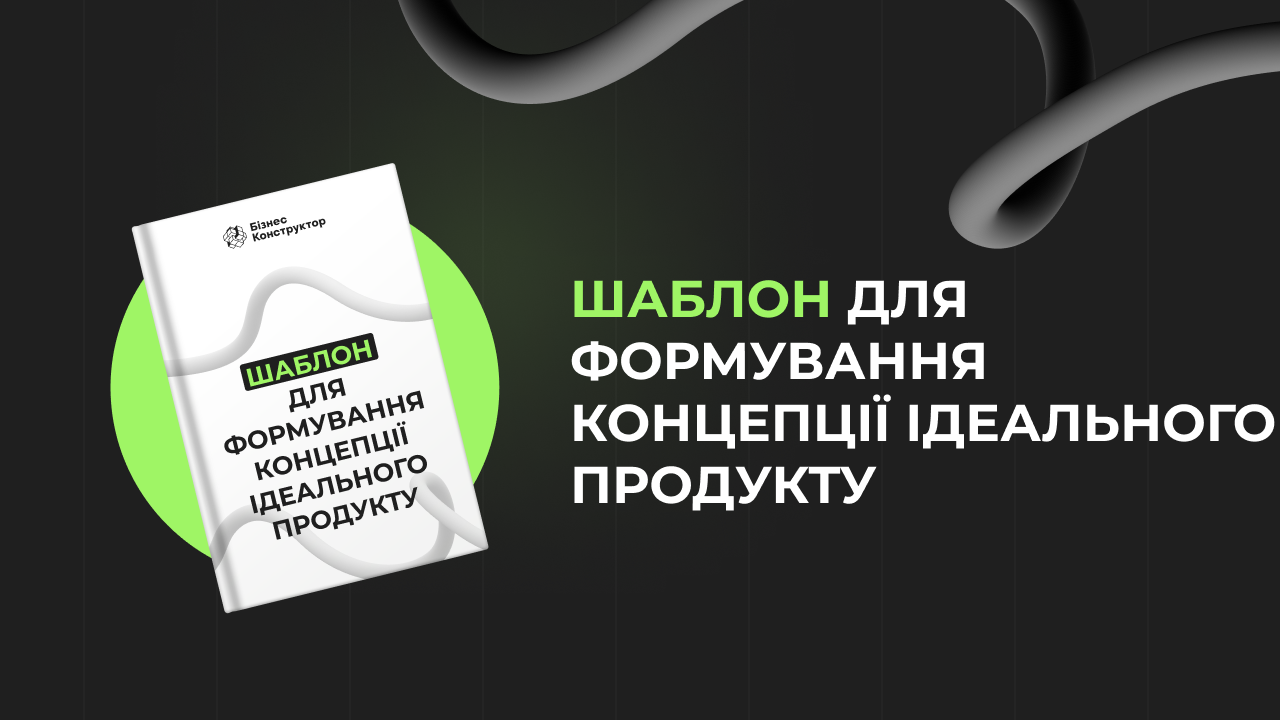 Бізнес
Конструктор
ШАБЛОН
ДЛЯ
ФОРМУВАННЯ
КОНЦЕПЦІЇ
ІДЕАЛЬНОГО
ПРОДУКТУ
ШАБЛОН ДЛЯ
ФОРМУВАННЯ
КОНЦЕПЦІЇ ІДЕАЛЬНОГО
ПРОДУКТУ